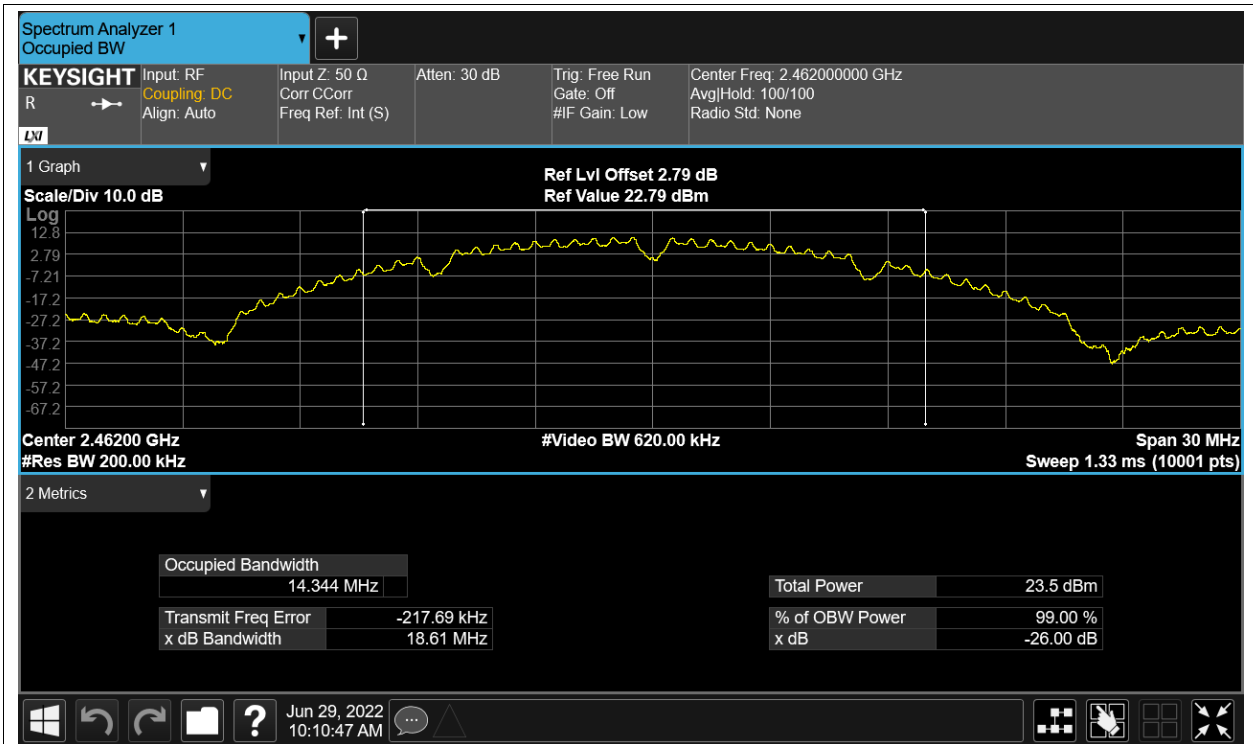 Spectrum Analyzer 1
Occupied BW
KEYSIGHT
R
LXI
Input: RF
Coupling: DC
Align: Auto
Input Z: 50 Ω
Corr CCorr
Freq Ref: Int (S)
Atten: 30 dB
Trig: Free Run
Gate: Off
#IF Gain: Low
Center Freq: 2.462000000 GHz
Avg|Hold: 100/100
Radio Std: None
1 Graph
Scale/Div 10.0 dB
Ref Lvl Offset 2.79 dB
Ref Value 22.79 dBm
Log
12.8
2.79
-7.21
-17.2
-27.2
-37.2
-47.2
-57.2
-67.2
Center 2.46200 GHz
#Video BW 620.00 kHz
Span 30 MHz
#Res BW 200.00 kHz
Sweep 1.33 ms (10001 pts)
2 Metrics
Occupied Bandwidth
14.344 MHz
Total Power 23.5 dBm
Transmit Freq Error -217.69 kHz
% of OBW Power 99.00 %
x dB Bandwidth 18.61 MHz
x dB -26.00 dB
?
Jun 29, 2022
10:10:47 AM